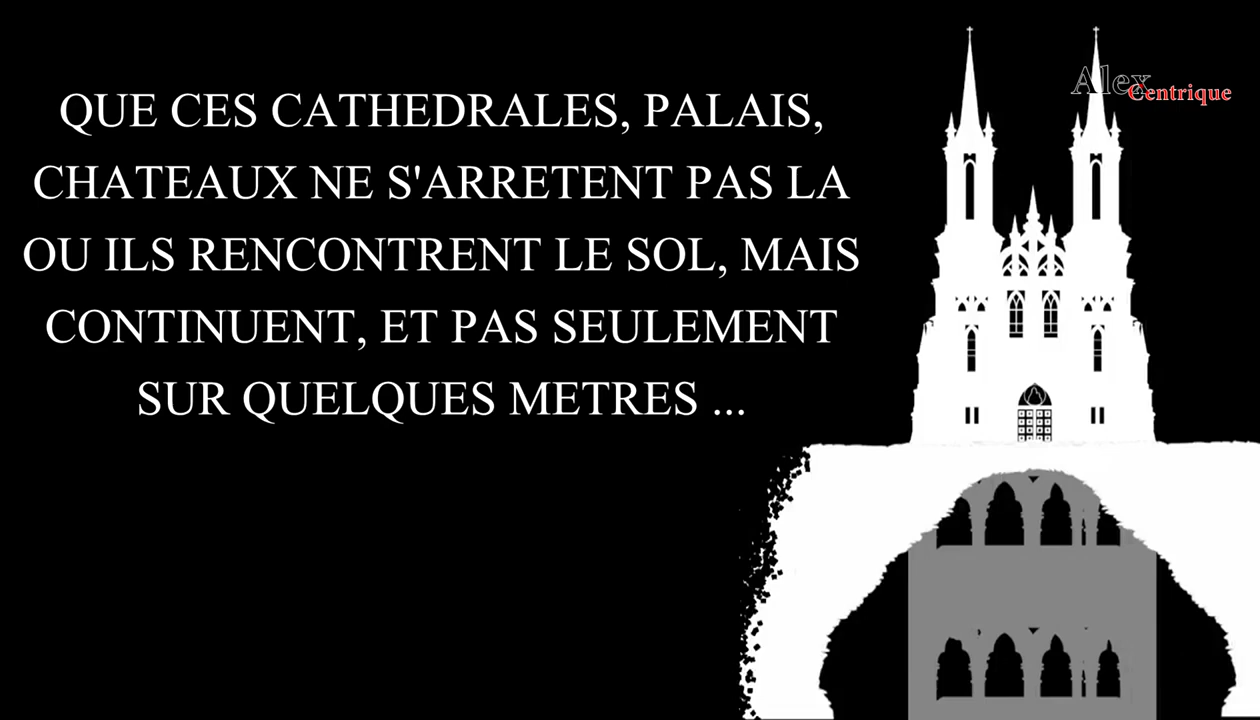 QUE CES CATHEDRALES, PALAIS,
CHATEAUX NE S'ARRETENT PAS LA
OU ILS RENCONTRENT LE SOL, MAIS
CONTINUENT, ET PAS SEULEMENT
SUR QUELQUES METRES ...
Alex
Centrique